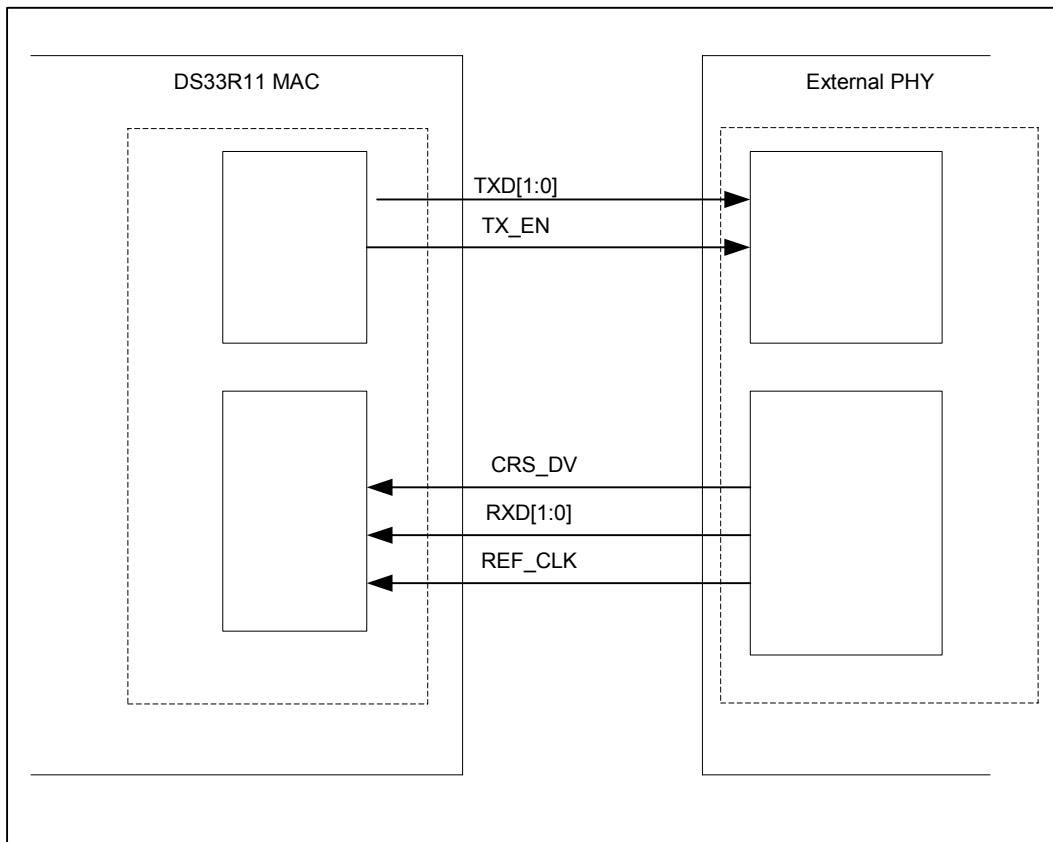 DS33R11 MAC
External PHY
TXD[1:0]
TX_EN
CRS_DV
RXD[1:0]
REF_CLK